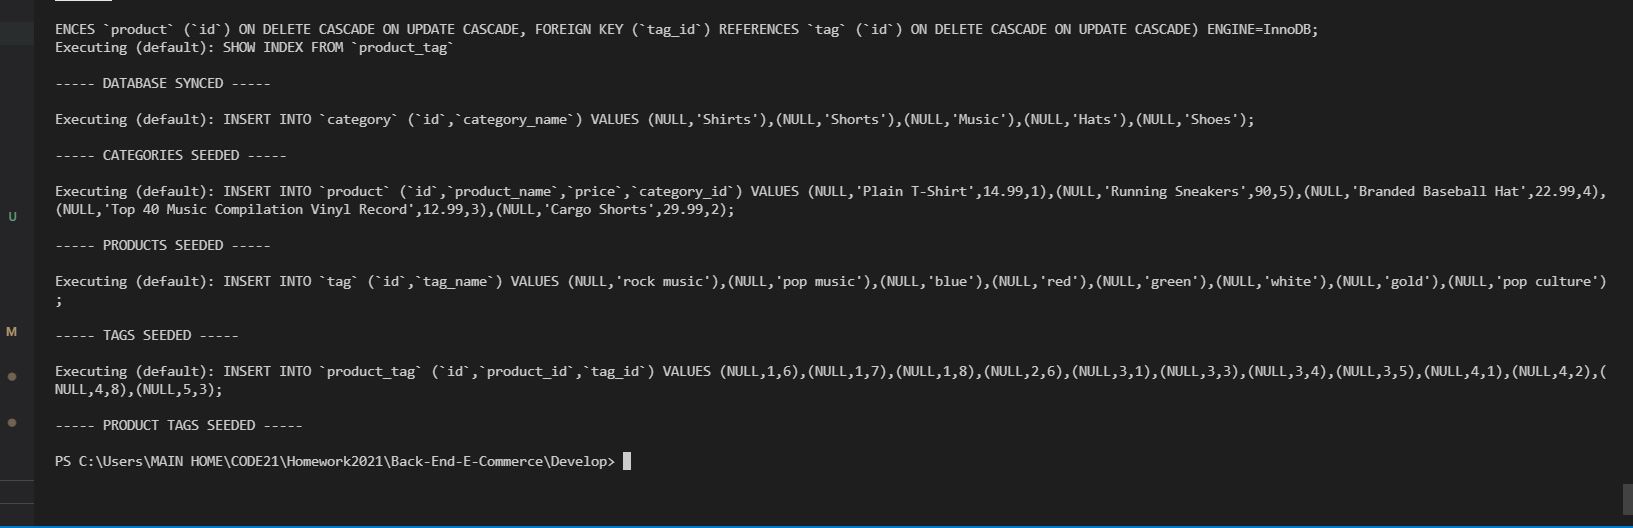 ENCES `product` (`id`) ON DELETE CASCADE ON UPDATE CASCADE, FOREIGN KEY (`tag_id`) REFERENCES `tag` (`id`) ON DELETE CASCADE ON UPDATE CASCADE) ENGINE=InnoDB;
Executing (default): SHOW INDEX FROM `product_tag`
----- DATABASE SYNCED -----
Executing (default): INSERT INTO `category` (`id`,`category_name`) VALUES (NULL,'Shirts'),(NULL,'Shorts'),(NULL,'Music'),(NULL,'Hats'),(NULL,'Shoes');
----- CATEGORIES SEEDED -----
Executing (default): INSERT INTO `product` (`id`,`product_name`,`price`,`category_id`) VALUES (NULL,'Plain T-Shirt',14.99,1),(NULL,'Running Sneakers',90,5),(NULL,'Branded Baseball Hat',22.99,4),
(NULL,'Top 40 Music Compilation Vinyl Record',12.99,3),(NULL,'Cargo Shorts',29.99,2);
U
----- PRODUCTS SEEDED -----
Executing (default): INSERT INTO `tag` (`id`,`tag_name`) VALUES (NULL,'rock music'),(NULL,'pop music'),(NULL,'blue'),(NULL,'red'),(NULL,'green'),(NULL,'white'),(NULL,'gold'),(NULL,'pop culture')
;
M
----- TAGS SEEDED -----
Executing (default): INSERT INTO `product_tag` (`id`,`product_id`,`tag_id`) VALUES (NULL,1,6),(NULL,1,7),(NULL,1,8),(NULL,2,6),(NULL,3,1),(NULL,3,3),(NULL,3,4),(NULL,3,5),(NULL,4,1),(NULL,4,2),(
NULL,4,8),(NULL,5,3);
----- PRODUCT TAGS SEEDED -----
PS C:\Users\MAIN HOME\CODE21\Homework2021\Back-End-E-Commerce\Develop>